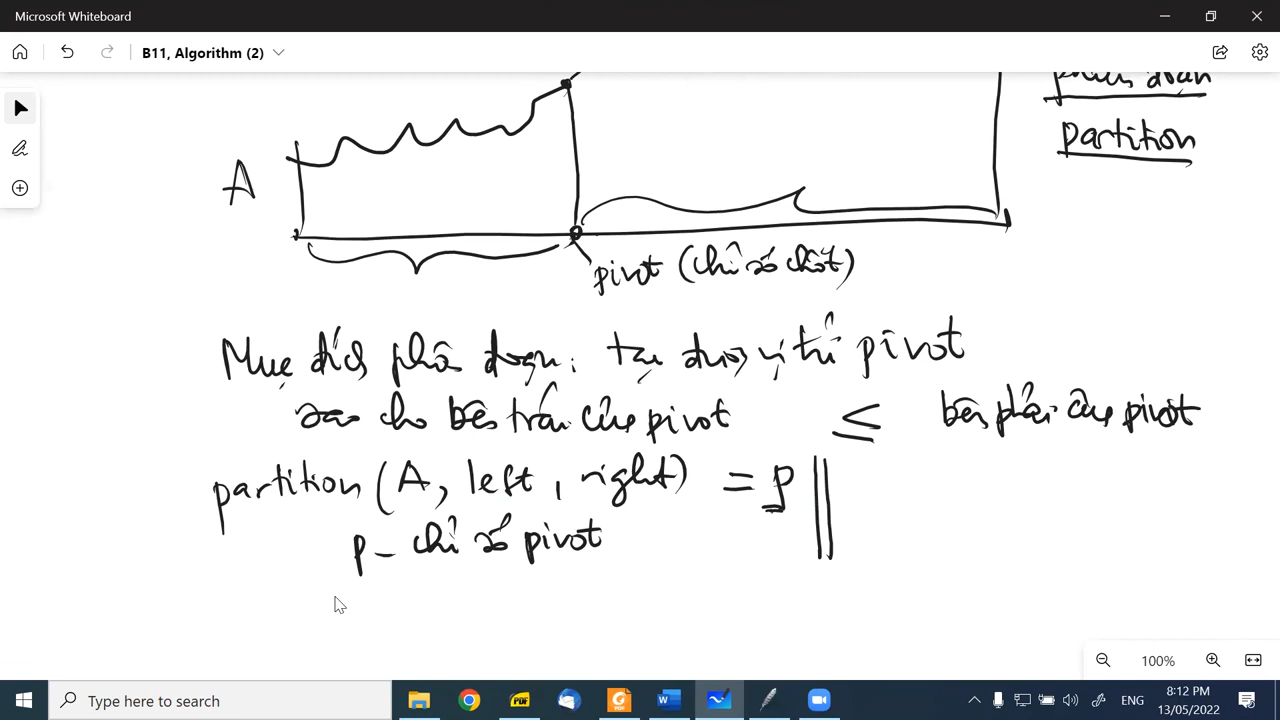 Microsoft Whiteboard
B11, Algorithm (2)
phân đoạn
partition
A
pivot (chỉ số chốt)
Mục đích phân đoạn: tạo được vị trí pivot
sao cho bên trái của pivot ≤ bên phải của pivot
partition (A, left, right) = p
p - chỉ số pivot
100%
Type here to search
ENG
8:12 PM
13/05/2022